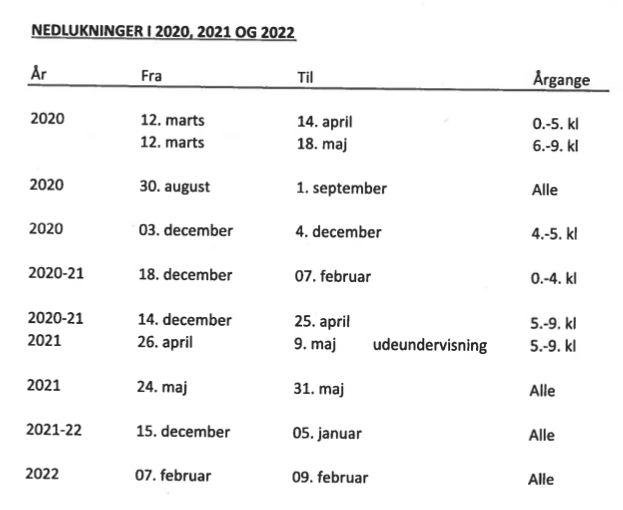 NEDLUKNINGER I 2020, 2021 OG 2022
År Fra Til Årgange
2020 12. marts 14. april 0.-5. kl
12. marts 18. maj 6.-9. kl
2020 30. august 1. september Alle
2020 03. december 4. december 4.-5. kl
2020-21 18. december 07. februar 0.-4. kl
2020-21 14. december 25. april 5.-9. kl
2021 26. april 9. maj udeundervisning 5.-9. kl
2021 24. maj 31. maj Alle
2021-22 15. december 05. januar Alle
2022 07. februar 09. februar Alle